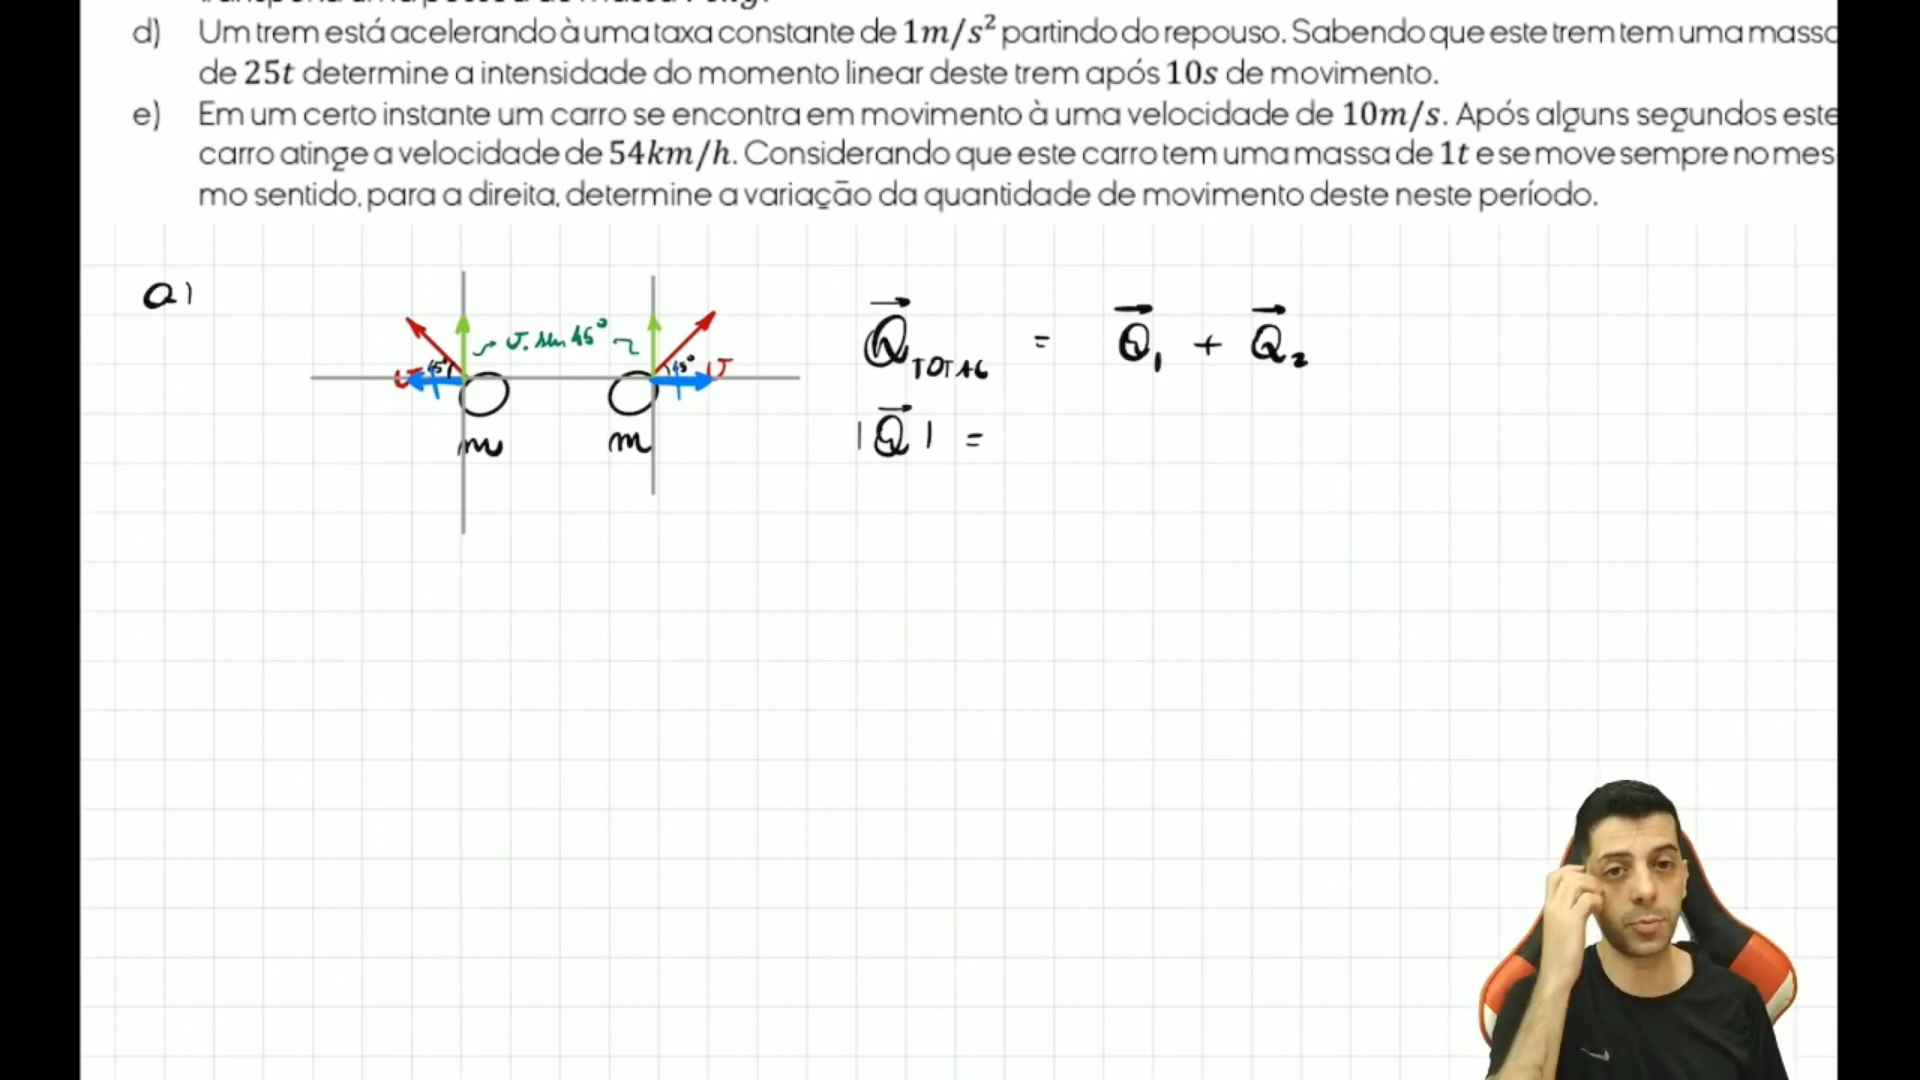 d) Um trem está acelerando à uma taxa constante de 1m/s² partindo do repouso. Sabendo que este trem tem uma massa
de 25t determine a intensidade do momento linear deste trem após 10s de movimento.
e) Em um certo instante um carro se encontra em movimento à uma velocidade de 10m/s. Após alguns segundos este
carro atinge a velocidade de 54km/h. Considerando que este carro tem uma massa de 1t e se move sempre no mes-
mo sentido, para a direita, determine a variação da quantidade de movimento deste neste período.
a)
v. sen 45°
v 45° 45° v
m m
Q TOTAL = Q₁ + Q₂
|Q| =